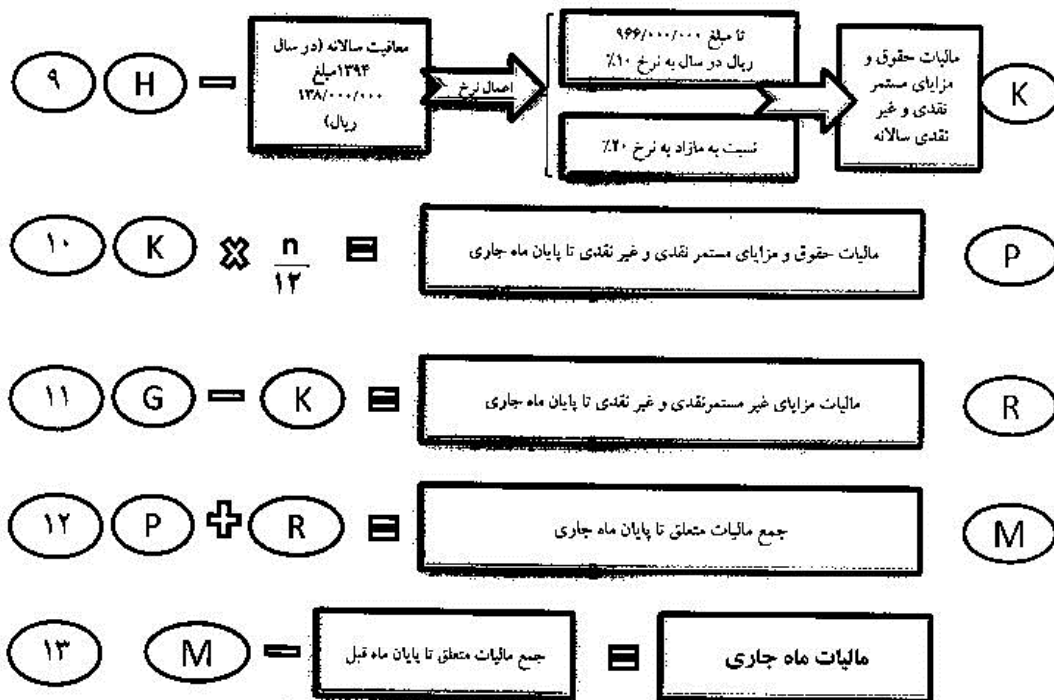 ۹ H − معافیت سالانه (در سال
۱۳۹۴مبلغ
۱۳۸/۰۰۰/۰۰۰
ریال)
اعمال نرخ
تا مبلغ ۹۶۶/۰۰۰/۰۰۰
ریال در سال به نرخ ۱۰٪
نسبت به مازاد به نرخ ۲۰٪
مالیات حقوق و
مزایای مستمر
نقدی و غیر
نقدی سالانه
K
۱۰ K × n/۱۲ = مالیات حقوق و مزایای مستمر نقدی و غیر نقدی تا پایان ماه جاری P
۱۱ G − K = مالیات مزایای غیر مستمرنقدی و غیر نقدی تا پایان ماه جاری R
۱۲ P + R = جمع مالیات متعلق تا پایان ماه جاری M
۱۳ M − جمع مالیات متعلق تا پایان ماه قبل = مالیات ماه جاری